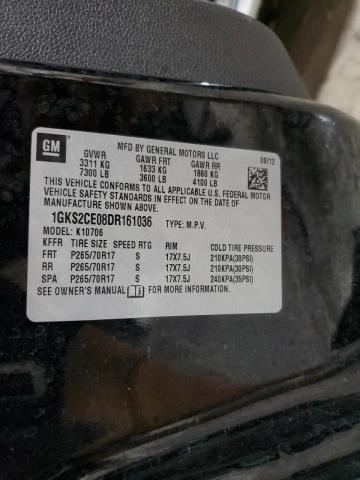 GM
MFD BY GENERAL MOTORS LLC
GVWR GAWR FRT GAWR RR 08/12
3311 KG 1633 KG 1860 KG
7300 LB 3600 LB 4100 LB
THIS VEHICLE CONFORMS TO ALL APPLICABLE U.S. FEDERAL MOTOR
VEHICLE SAFETY STANDARDS IN EFFECT ON THE DATE OF
MANUFACTURE SHOWN ABOVE.
1GKS2CE08DR161036 TYPE: M.P.V.
MODEL: K10706
KFFR TIRE SIZE SPEED RTG RIM COLD TIRE PRESSURE
FRT P265/70R17 S 17X7.5J 210KPA(30PSI)
RR P265/70R17 S 17X7.5J 210KPA(30PSI)
SPA P265/70R17 S 17X7.5J 240KPA(35PSI)
SEE OWNER'S MANUAL FOR MORE INFORMATION.